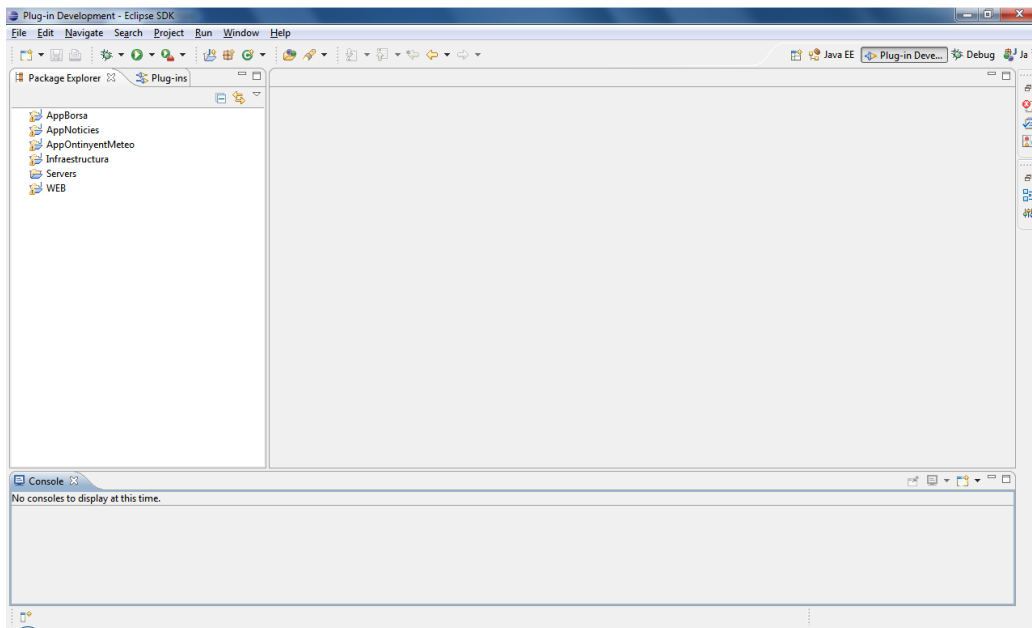 Plug-in Development - Eclipse SDK
File Edit Navigate Search Project Run Window Help
Java EE Plug-in Deve... Debug Ja
Package Explorer Plug-ins
AppBorsa
AppNoticies
AppOntinyentMeteo
Infraestructura
Servers
WEB
Console
No consoles to display at this time.